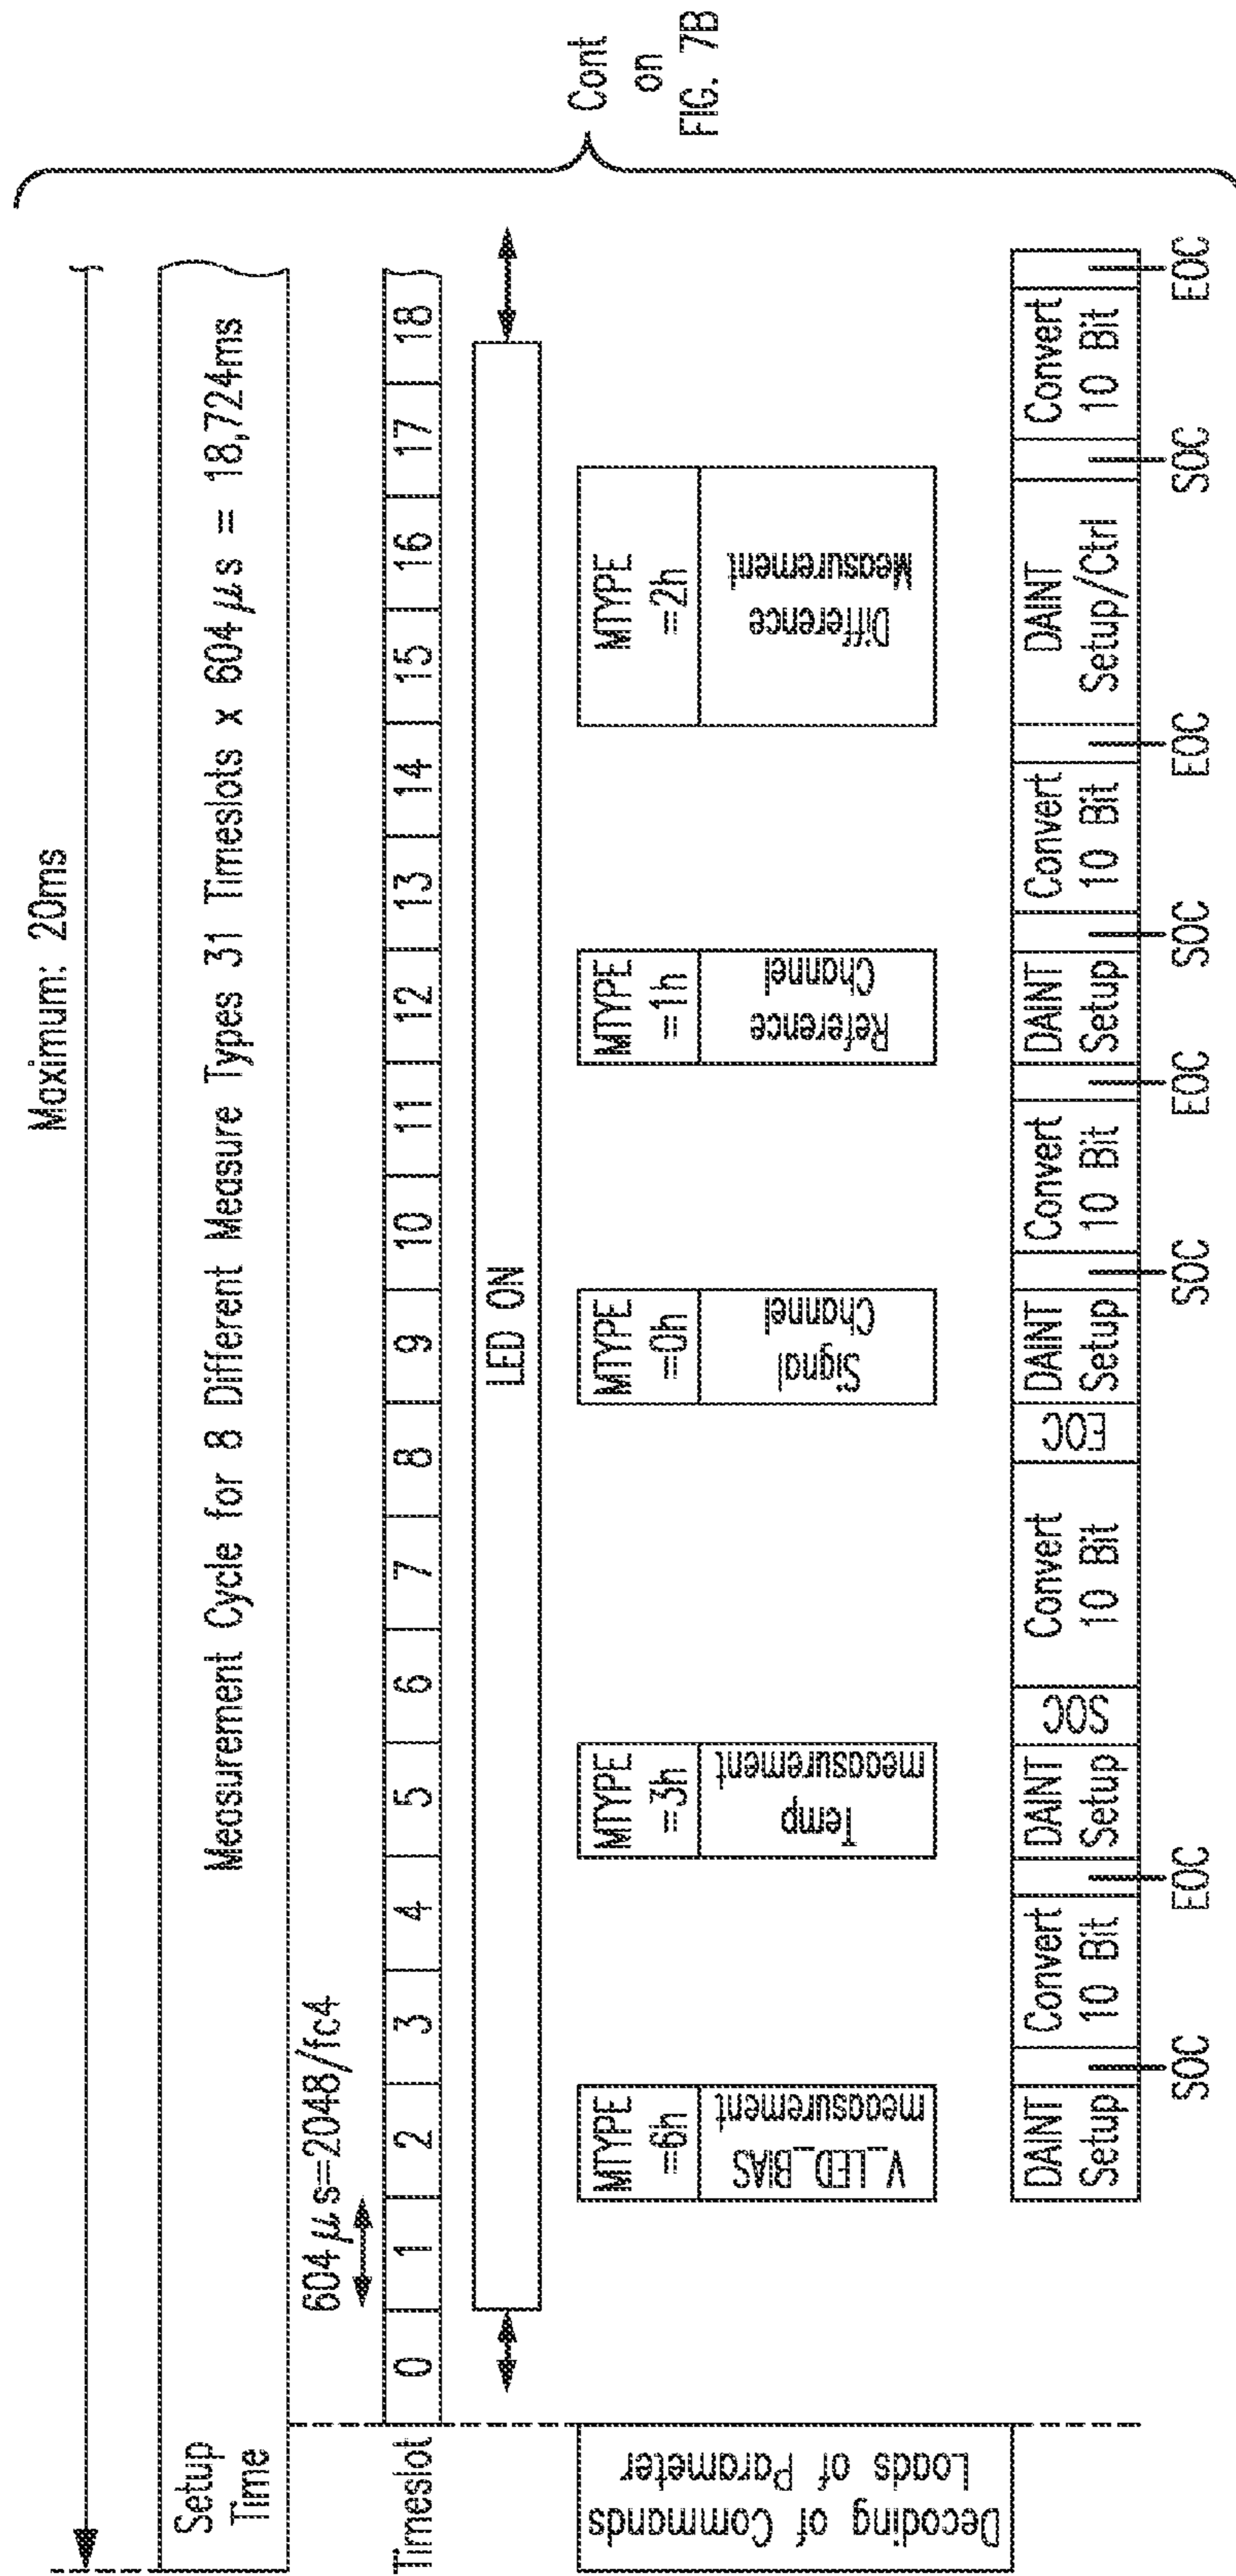 Maximum: 20ms
Setup
Time
Measurement Cycle for 8 Different Measure Types 31 Timeslots x 604 μs = 18,724ms
604 μs=2048/fc4
Timeslot
0 1 2 3 4 5 6 7 8 9 10 11 12 13 14 15 16 17 18
LED ON
Decoding of Commands
Loads of Parameter
MTYPE
=6h
V_LED_BIAS
measurement
MTYPE
=3h
Temp
measurement
MTYPE
=0h
Signal
Channel
MTYPE
=1h
Reference
Channel
MTYPE
=2h
Difference
Measurement
DAINT
Setup
SOC
Convert
10 Bit
EOC
DAINT
Setup
SOC
Convert
10 Bit
EOC
DAINT
Setup
SOC
Convert
10 Bit
EOC
DAINT
Setup
SOC
Convert
10 Bit
EOC
DAINT
Setup/Ctrl
SOC
Convert
10 Bit
EOC
Cont
on
FIG. 7B